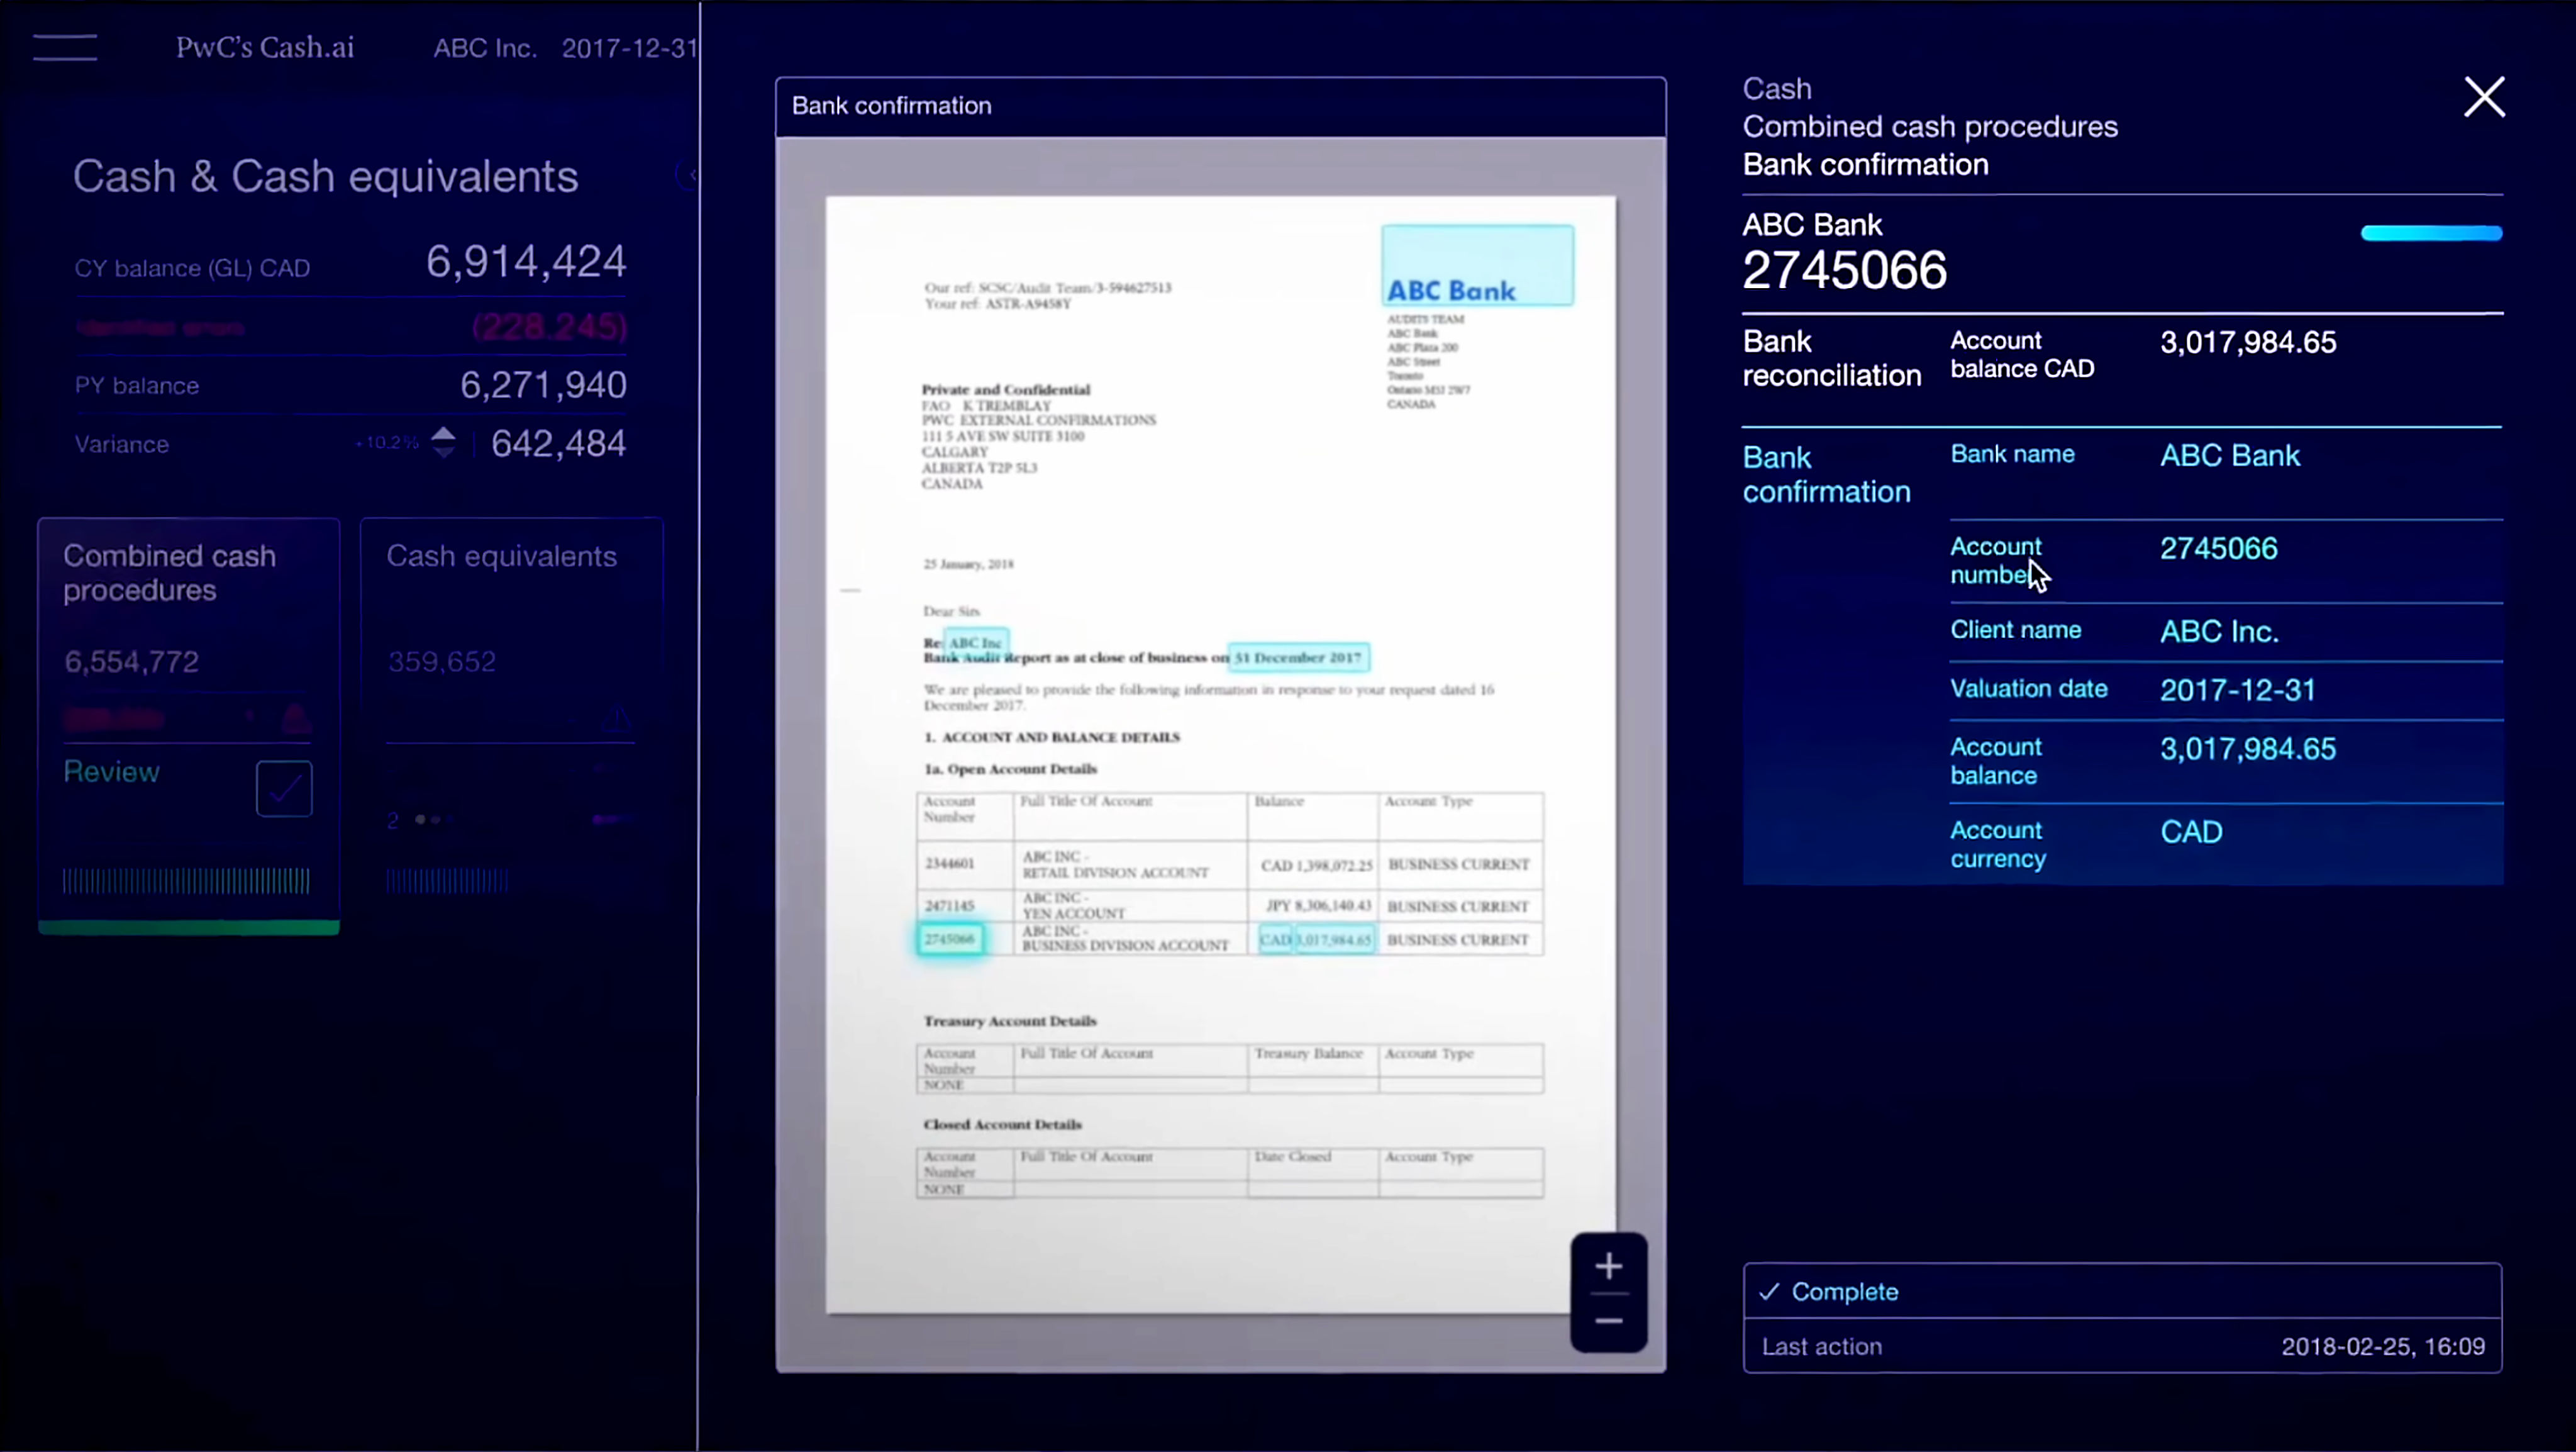 PwC's Cash.ai ABC Inc. 2017-12-31
Cash & Cash equivalents
CY balance (GL) CAD 6,914,424
Identified errors (228.245)
PY balance 6,271,940
Variance +10.2% 642,484
Combined cash
procedures
6,554,772
Review
Cash equivalents
359,652
2
Bank confirmation
ABC Bank
Our ref: SCSC/Audit Team/3-594627513
Your ref: ASTR-A9458Y
AUDITS TEAM
ABC Bank
ABC Plaza 200
ABC Street
Toronto
Ontario M5J 2W7
CANADA
Private and Confidential
FAO K TREMBLAY
PWC EXTERNAL CONFIRMATIONS
111 5 AVE SW SUITE 3100
CALGARY
ALBERTA T2P 5L3
CANADA
25 January, 2018
Dear Sirs
Re: ABC Inc
Bank Audit Report as at close of business on 31 December 2017
We are pleased to provide the following information in response to your request dated 16
December 2017.
1. ACCOUNT AND BALANCE DETAILS
1a. Open Account Details
Account Number Full Title Of Account Balance Account Type
2344601 ABC INC - RETAIL DIVISION ACCOUNT CAD 1,398,072.25 BUSINESS CURRENT
2471145 ABC INC - YEN ACCOUNT JPY 8,306,140.43 BUSINESS CURRENT
2745066 ABC INC - BUSINESS DIVISION ACCOUNT CAD 3,017,984.65 BUSINESS CURRENT
Treasury Account Details
Account Number Full Title Of Account Treasury Balance Account Type
NONE
Closed Account Details
Account Number Full Title Of Account Date Closed Account Type
NONE
Cash
Combined cash procedures
Bank confirmation
ABC Bank
2745066
Bank reconciliation Account balance CAD 3,017,984.65
Bank confirmation Bank name ABC Bank
Account number 2745066
Client name ABC Inc.
Valuation date 2017-12-31
Account balance 3,017,984.65
Account currency CAD
Complete
Last action 2018-02-25, 16:09